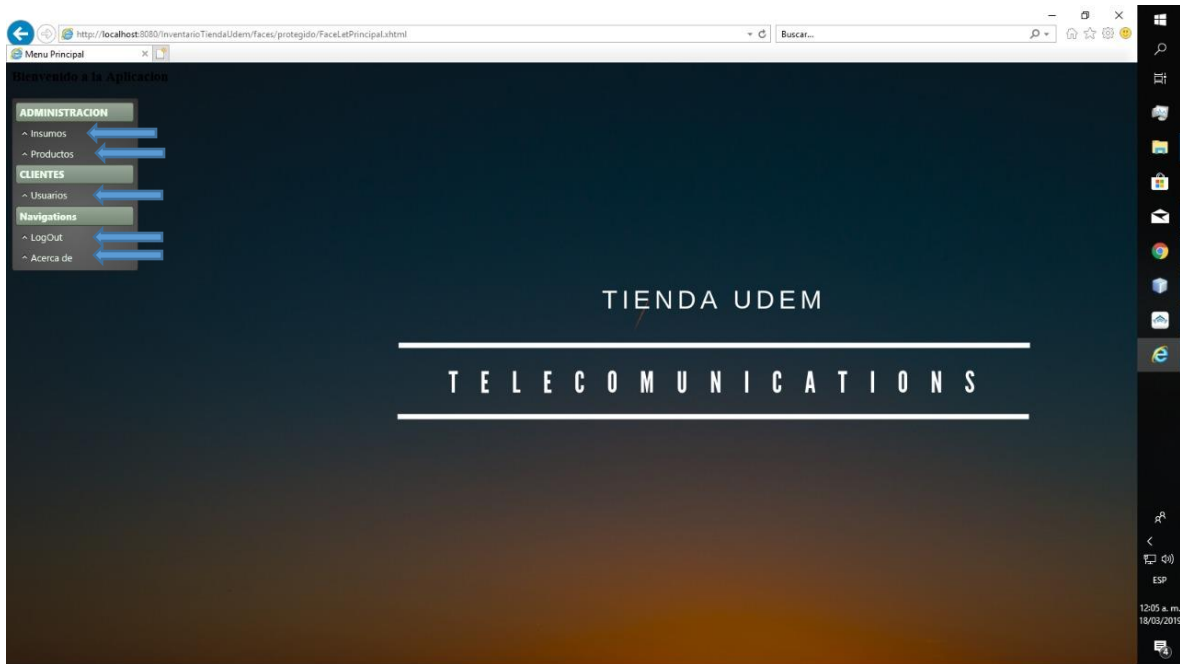 http://localhost:8080/InventarioTiendaUdem/faces/protegido/FaceLetPrincipal.xhtml
Buscar...
Menu Principal
Bienvenido a la Aplicacion
ADMINISTRACION
Insumos
Productos
CLIENTES
Usuarios
Navigations
LogOut
Acerca de
TIENDA UDEM
TELECOMUNICATIONS
ESP
12:05 a. m.
18/03/2019
4